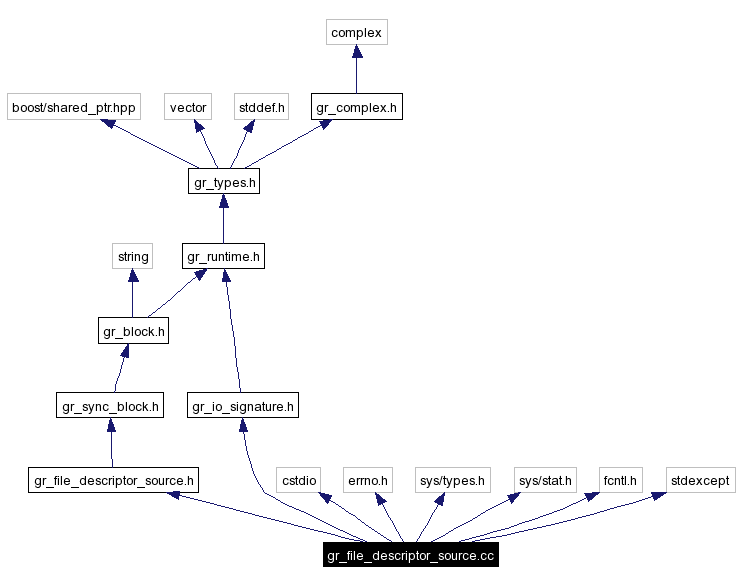 complex
boost/shared_ptr.hpp
vector
stddef.h
gr_complex.h
gr_types.h
string
gr_runtime.h
gr_block.h
gr_sync_block.h
gr_io_signature.h
gr_file_descriptor_source.h
cstdio
errno.h
sys/types.h
sys/stat.h
fcntl.h
stdexcept
gr_file_descriptor_source.cc